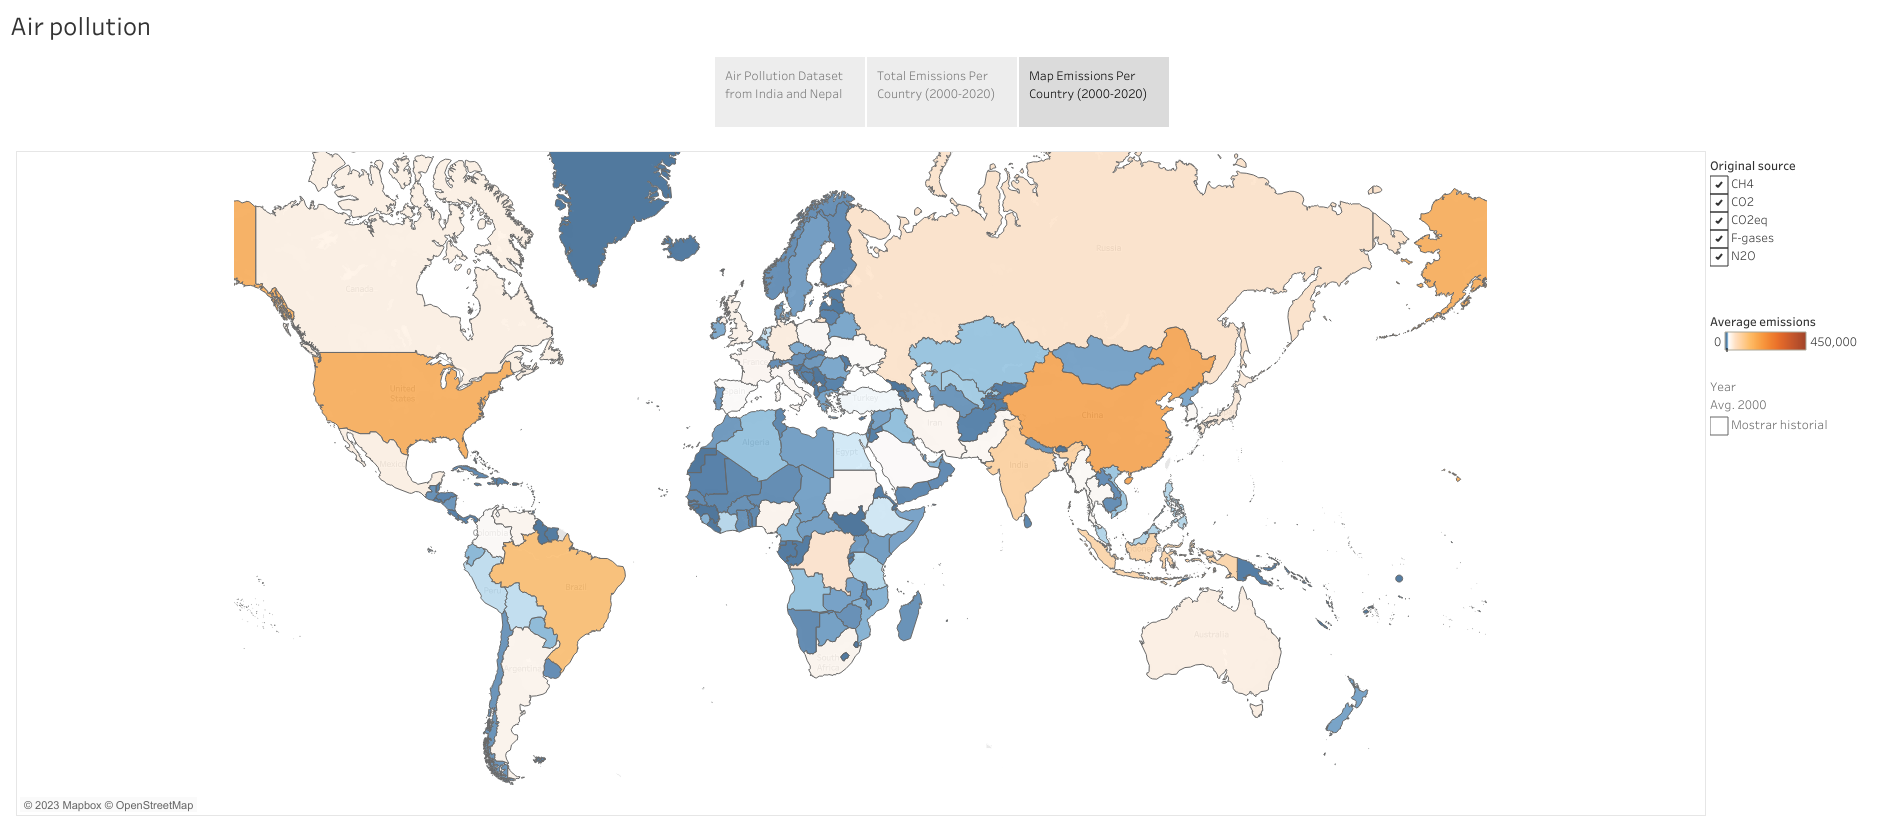 Air pollution
Air Pollution Dataset
from India and Nepal
Total Emissions Per
Country (2000-2020)
Map Emissions Per
Country (2000-2020)
Original source
CH4
CO2
CO2eq
F-gases
N2O
Average emissions
0
450,000
Year
Avg. 2000
Mostrar historial
Russia
Canada
United
States
Turkey
China
Iran
Algeria
Egypt
India
Mexico
Brazil
Peru
Australia
South
Africa
Argentina
© 2023 Mapbox © OpenStreetMap